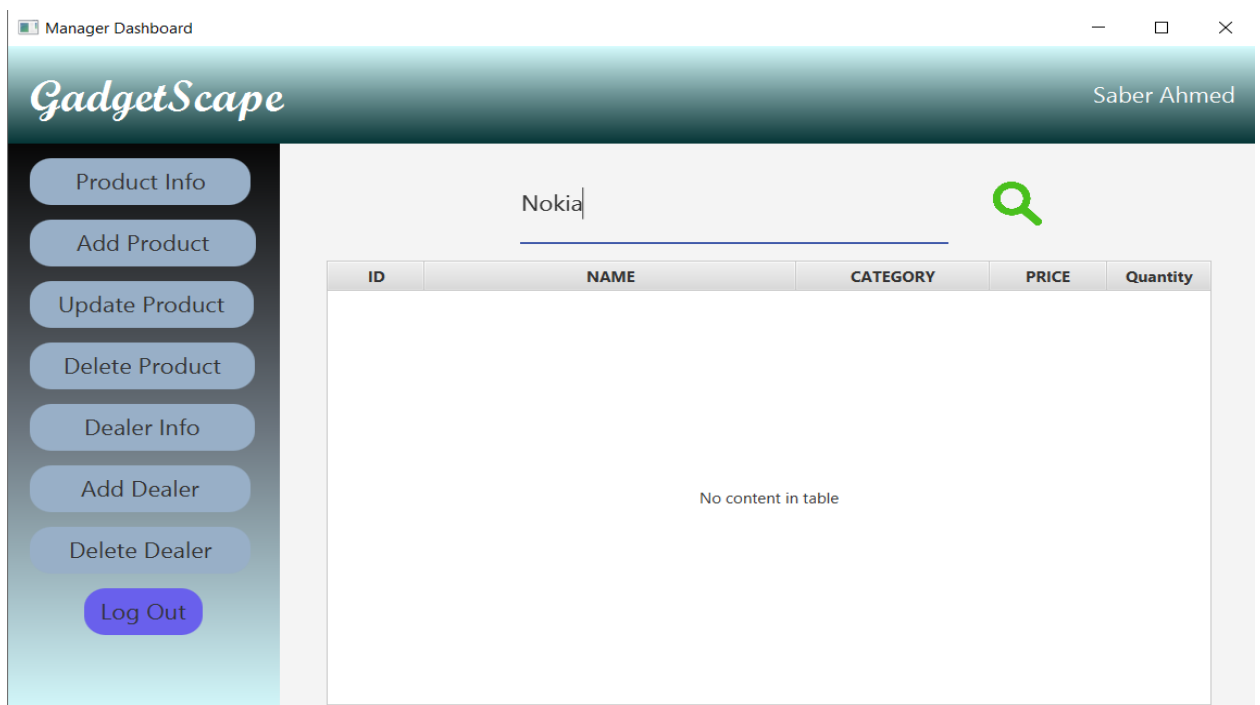 Manager Dashboard
GadgetScape
Saber Ahmed
Product Info
Add Product
Update Product
Delete Product
Dealer Info
Add Dealer
Delete Dealer
Log Out
Nokia
ID NAME CATEGORY PRICE Quantity
No content in table